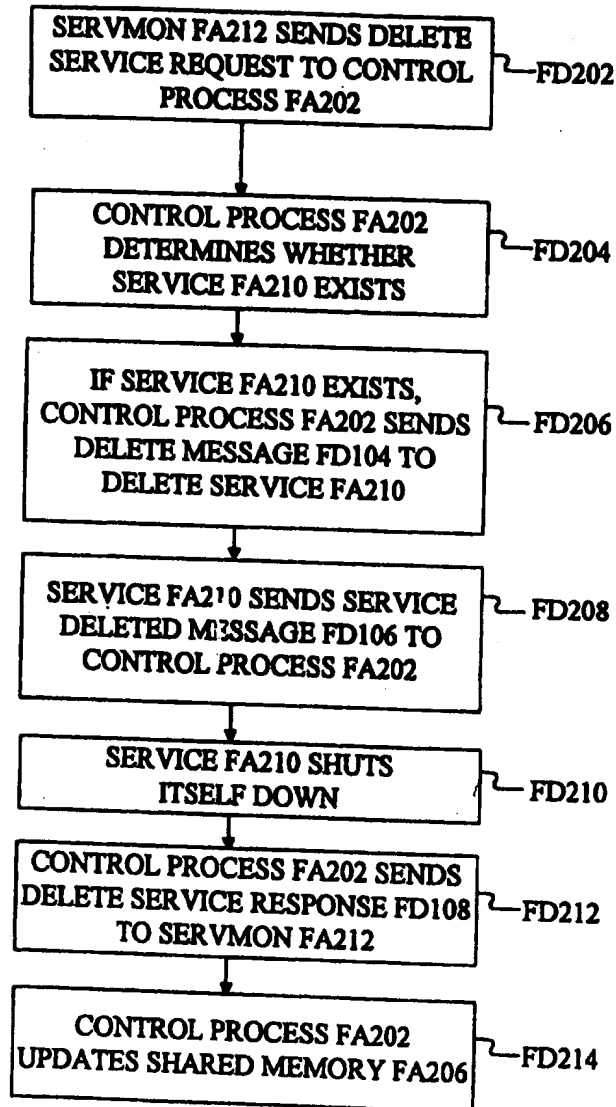 SERVMON FA212 SENDS DELETE
SERVICE REQUEST TO CONTROL
PROCESS FA202
FD202
CONTROL PROCESS FA202
DETERMINES WHETHER
SERVICE FA210 EXISTS
FD204
IF SERVICE FA210 EXISTS,
CONTROL PROCESS FA202 SENDS
DELETE MESSAGE FD104 TO
DELETE SERVICE FA210
FD206
SERVICE FA210 SENDS SERVICE
DELETED MESSAGE FD106 TO
CONTROL PROCESS FA202
FD208
SERVICE FA210 SHUTS
ITSELF DOWN
FD210
CONTROL PROCESS FA202 SENDS
DELETE SERVICE RESPONSE FD108
TO SERVMON FA212
FD212
CONTROL PROCESS FA202
UPDATES SHARED MEMORY FA206
FD214